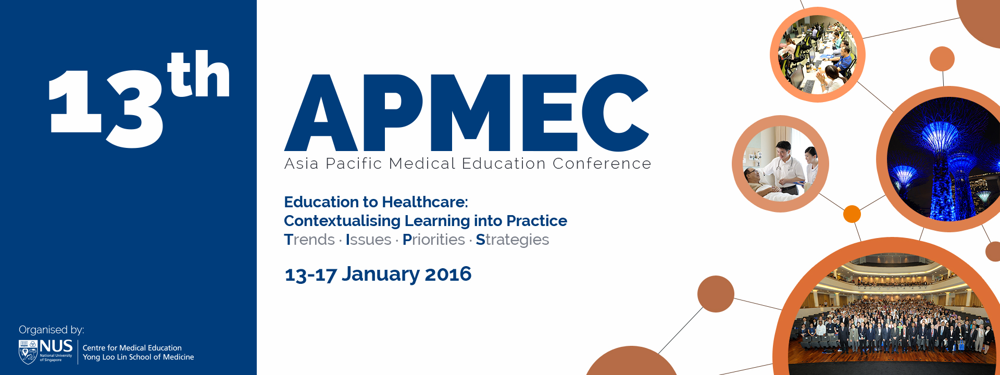 13th
APMEC
Asia Pacific Medical Education Conference
Education to Healthcare:
Contextualising Learning into Practice
Trends · Issues · Priorities · Strategies
13-17 January 2016
Organised by:
NUS
National University
of Singapore
Centre for Medical Education
Yong Loo Lin School of Medicine